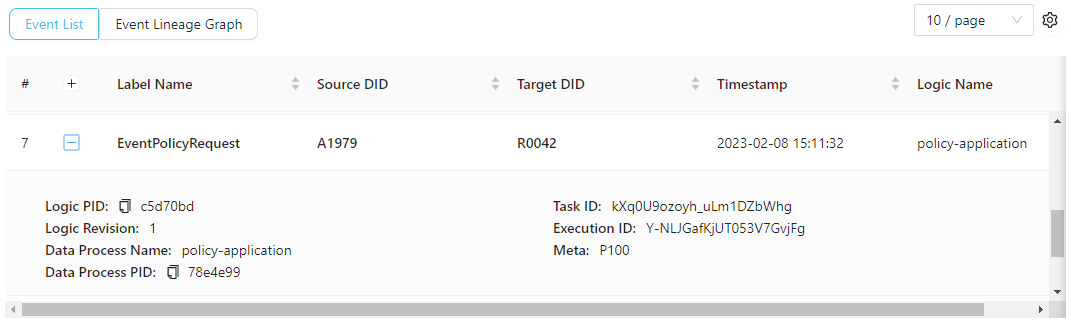 Event List Event Lineage Graph 10 / page
# + Label Name Source DID Target DID Timestamp Logic Name
7 EventPolicyRequest A1979 R0042 2023-02-08 15:11:32 policy-application
Logic PID: c5d70bd Task ID: kXq0U9ozoyh_uLm1DZbWhg
Logic Revision: 1 Execution ID: Y-NLJGafKjUT053V7GvjFg
Data Process Name: policy-application Meta: P100
Data Process PID: 78e4e99